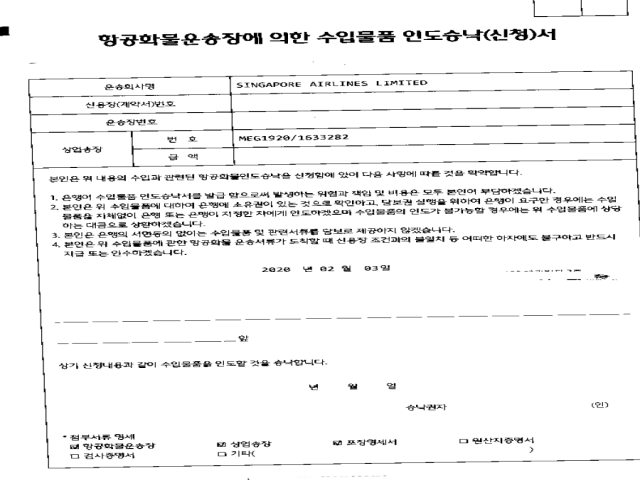 항공화물운송장에 의한 수입물품 인도승낙(신청)서
운송회사명 SINGAPORE AIRLINES LIMITED
신용장(계약서)번호
운송장번호
상업송장 번 호 MEG1920/1633282
금 액
본인은 위 내용의 수입과 관련된 항공화물인도승낙을 신청함에 있어 다음 사항에 따를 것을 확약합니다.
1. 은행이 수입물품 인도승낙서를 발급 함으로써 발생하는 위험과 책임 및 비용은 모두 본인이 부담하겠습니다.
2. 본인은 위 수입물품에 대하여 은행에 소유권이 있는 것으로 확인하고, 담보권 실행을 위하여 은행이 요구한 경우에는 수입
물품을 지체없이 은행 또는 은행이 지정한 자에게 인도하겠으며 수입물품의 인도가 불가능할 경우에는 위 수입물품에 상당
하는 대금으로 상환하겠습니다.
3. 본인은 은행의 서면동의 없이는 수입물품 및 관련서류를 담보로 제공하지 않겠습니다.
4. 본인은 위 수입물품에 관한 항공화물 운송서류가 도착할 때 신용장 조건과의 불일치 등 어떠한 하자에도 불구하고 반드시
지급 또는 인수하겠습니다.
2020 년 02 월 03일
앞
상기 신청내용과 같이 수입물품을 인도할 것을 승낙합니다.
년 월 일
승낙권자 (인)
* 첨부서류 명세
☑ 항공화물운송장 ☑ 상업송장 ☑ 포장명세서 ☐ 원산지증명서
☐ 검사증명서 ☐ 기타( )